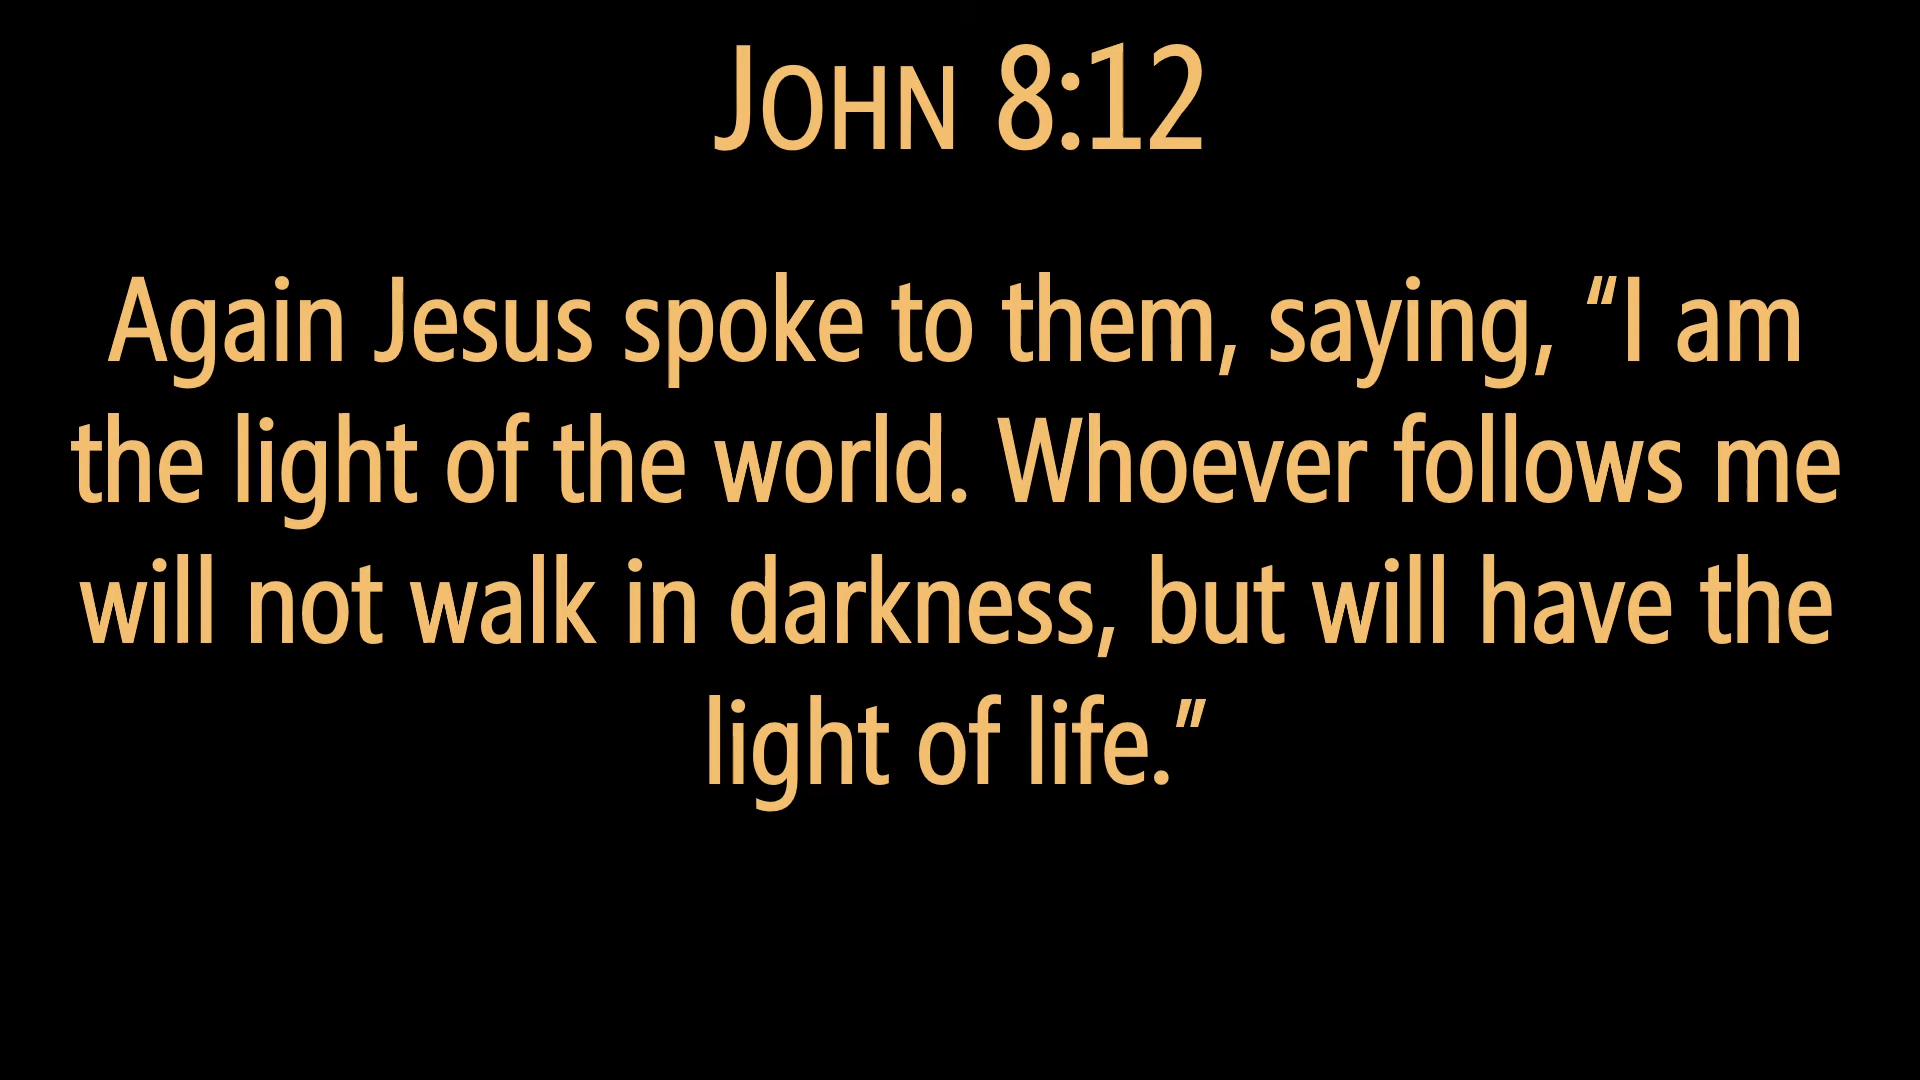 John 8:12
Again Jesus spoke to them, saying, “I am
the light of the world. Whoever follows me
will not walk in darkness, but will have the
light of life.”